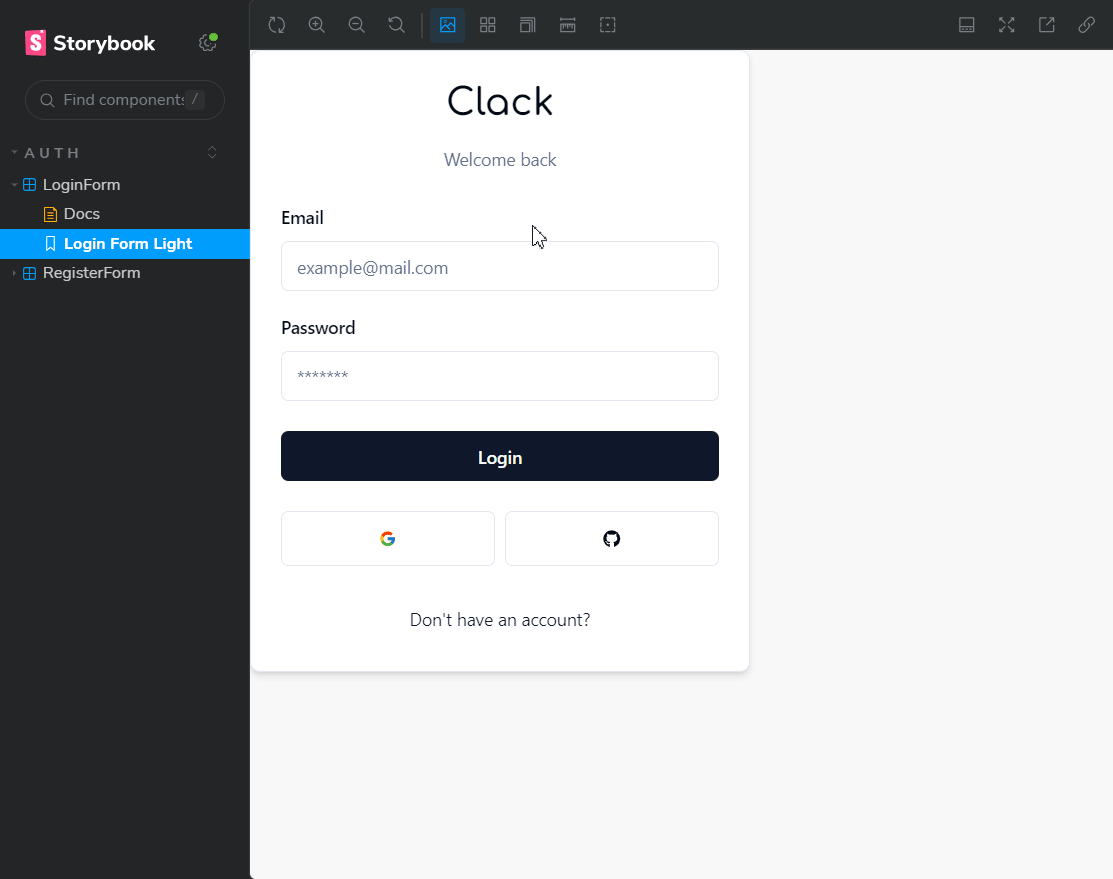 Storybook
Find components /
AUTH
LoginForm
Docs
Login Form Light
RegisterForm
Clack
Welcome back
Email
example@mail.com
Password
*******
Login
Don't have an account?